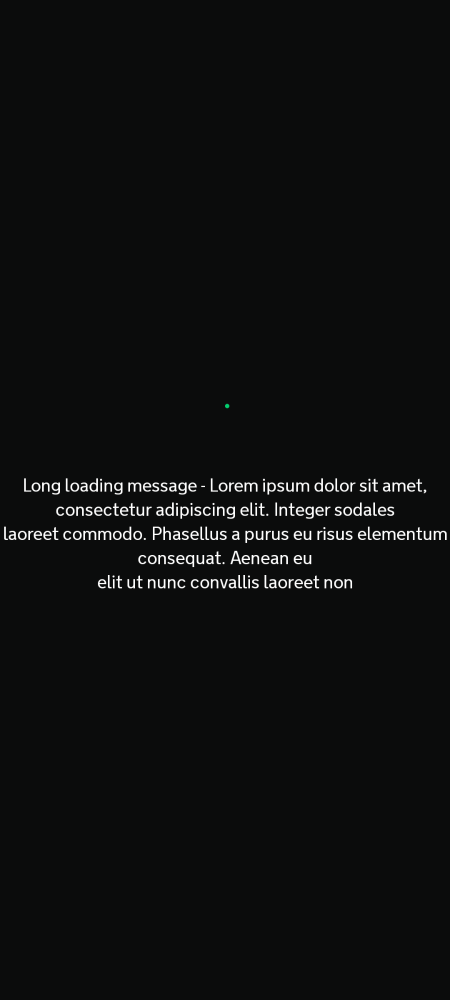 Long loading message - Lorem ipsum dolor sit amet,
consectetur adipiscing elit. Integer sodales
laoreet commodo. Phasellus a purus eu risus elementum
consequat. Aenean eu
elit ut nunc convallis laoreet non